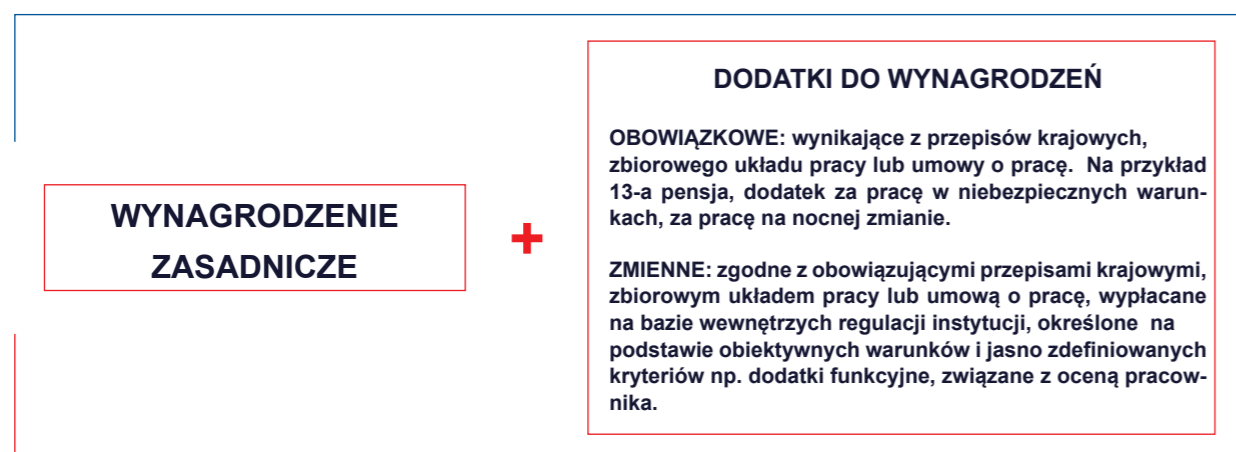 WYNAGRODZENIE
ZASADNICZE
+
DODATKI DO WYNAGRODZEŃ
OBOWIĄZKOWE: wynikające z przepisów krajowych,
zbiorowego układu pracy lub umowy o pracę. Na przykład
13-a pensja, dodatek za pracę w niebezpiecznych warun-
kach, za pracę na nocnej zmianie.
ZMIENNE: zgodne z obowiązującymi przepisami krajowymi,
zbiorowym układem pracy lub umową o pracę, wypłacane
na bazie wewnętrzych regulacji instytucji, określone na
podstawie obiektywnych warunków i jasno zdefiniowanych
kryteriów np. dodatki funkcyjne, związane z oceną pracow-
nika.